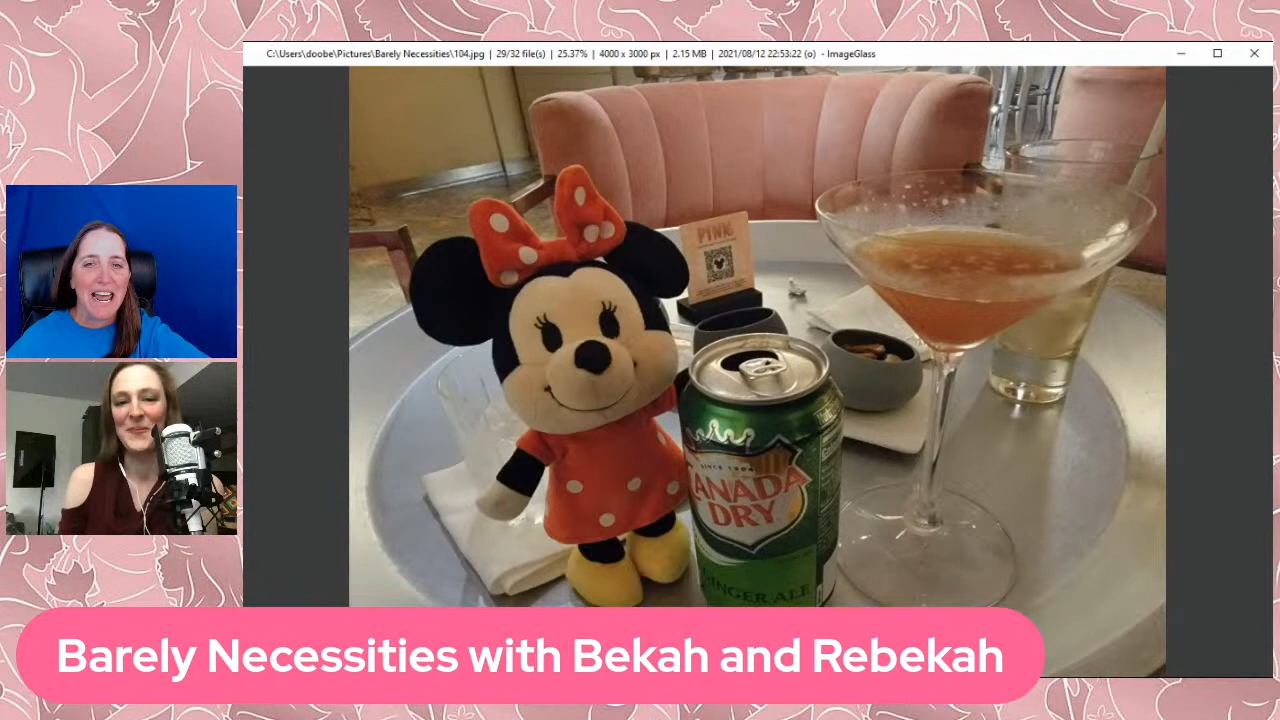 C:\Users\doobe\Pictures\Barely Necessities\104.jpg | 29/32 file(s) | 25.37% | 4000 x 3000 px | 2.15 MB | 2021/08/12 22:53:22 (o) - ImageGlass
PINK
SINCE 1904
CANADA
DRY
GINGER ALE
Barely Necessities with Bekah and Rebekah